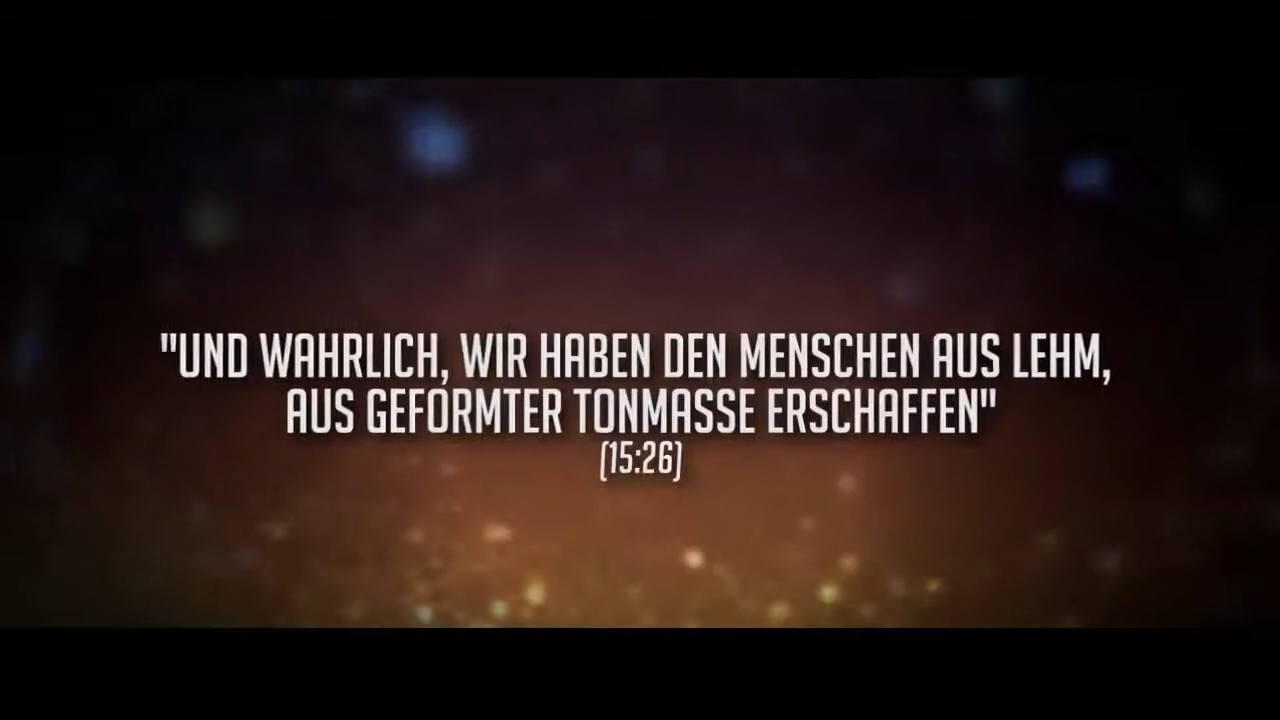 "UND WAHRLICH, WIR HABEN DEN MENSCHEN AUS LEHM,
AUS GEFORMTER TONMASSE ERSCHAFFEN"
(15:26)